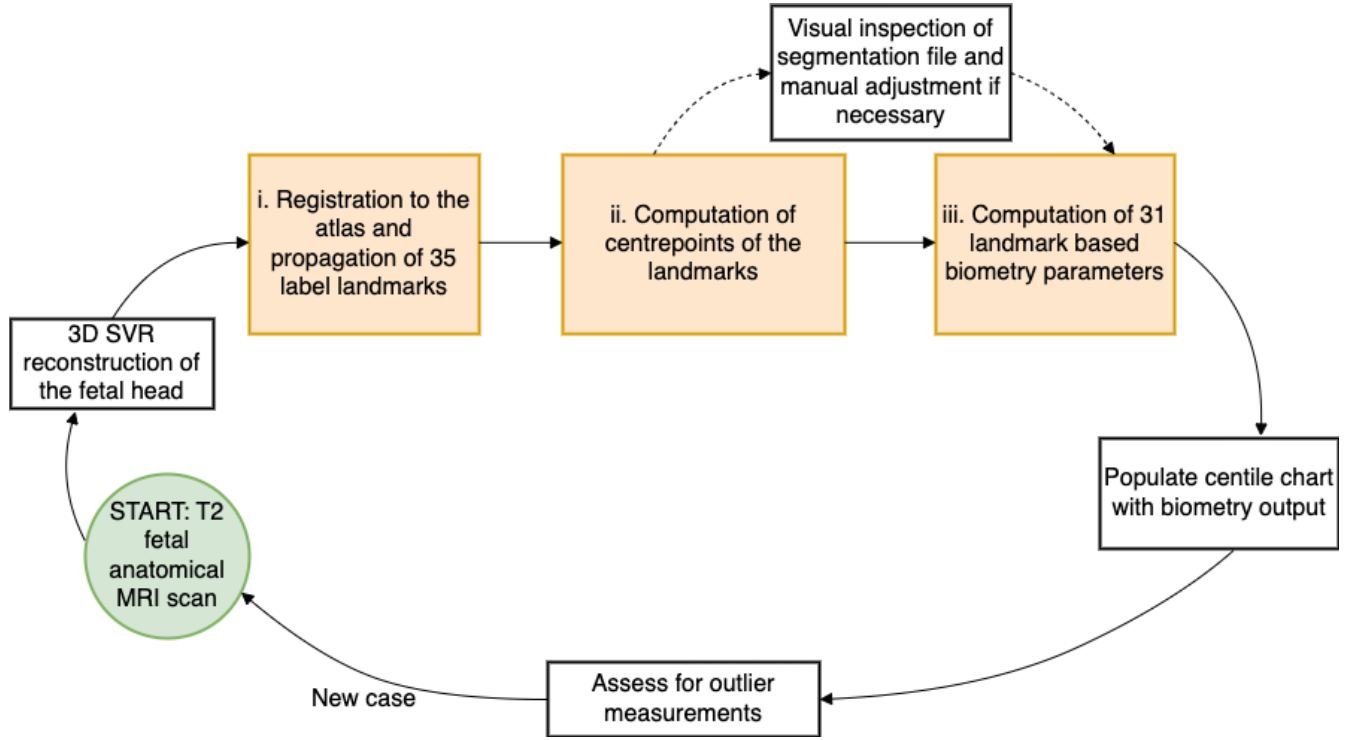 START: T2
fetal
anatomical
MRI scan
3D SVR
reconstruction of
the fetal head
i. Registration to the
atlas and
propagation of 35
label landmarks
ii. Computation of
centrepoints of the
landmarks
Visual inspection of
segmentation file and
manual adjustment if
necessary
iii. Computation of 31
landmark based
biometry parameters
Populate centile chart
with biometry output
Assess for outlier
measurements
New case